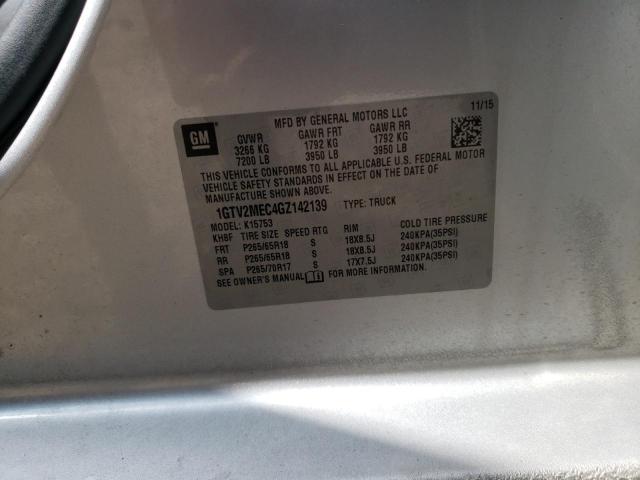 GM
MFD BY GENERAL MOTORS LLC
11/15
GVWR GAWR FRT GAWR RR
3266 KG 1792 KG 1792 KG
7200 LB 3950 LB 3950 LB
THIS VEHICLE CONFORMS TO ALL APPLICABLE U.S. FEDERAL MOTOR
VEHICLE SAFETY STANDARDS IN EFFECT ON THE DATE OF
MANUFACTURE SHOWN ABOVE.
1GTV2MEC4GZ142139 TYPE: TRUCK
MODEL: K15753
KHBF TIRE SIZE SPEED RTG RIM COLD TIRE PRESSURE
FRT P265/65R18 S 18X8.5J 240KPA(35PSI)
RR P265/65R18 S 18X8.5J 240KPA(35PSI)
SPA P265/70R17 S 17X7.5J 240KPA(35PSI)
SEE OWNER'S MANUAL FOR MORE INFORMATION.